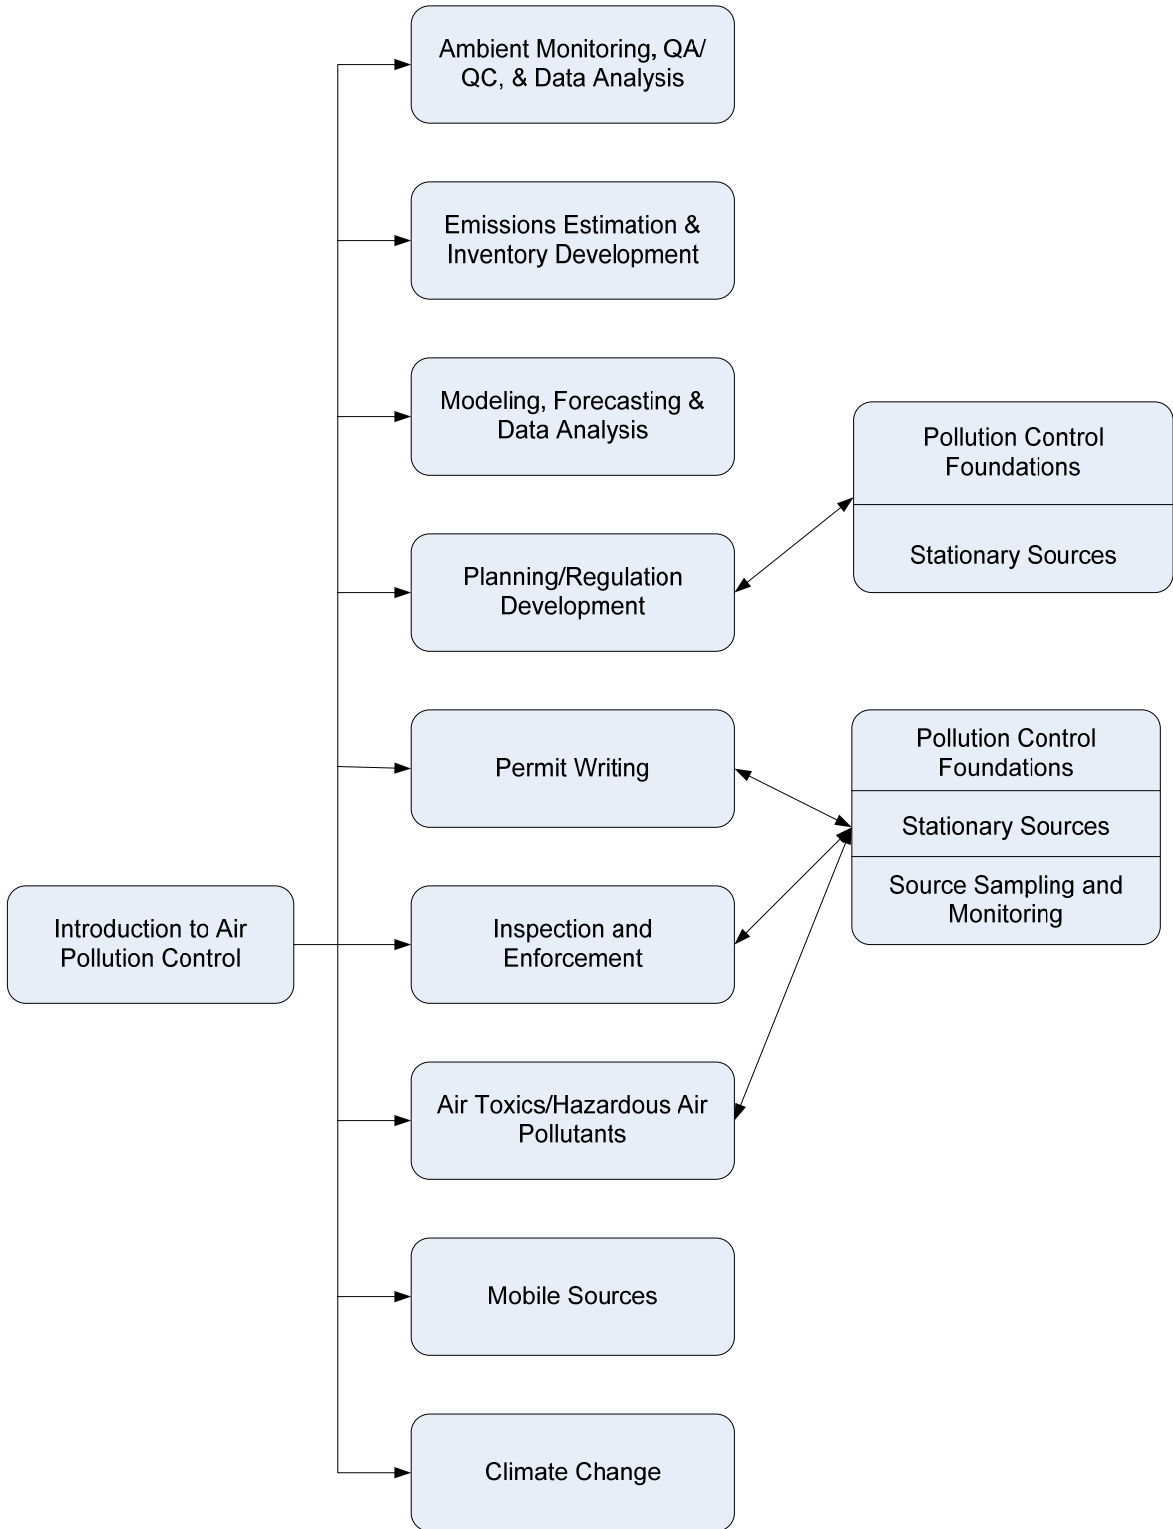 Ambient Monitoring, QA/
QC, & Data Analysis
Emissions Estimation &
Inventory Development
Modeling, Forecasting &
Data Analysis
Pollution Control
Foundations
Stationary Sources
Planning/Regulation
Development
Permit Writing
Pollution Control
Foundations
Stationary Sources
Source Sampling and
Monitoring
Introduction to Air
Pollution Control
Inspection and
Enforcement
Air Toxics/Hazardous Air
Pollutants
Mobile Sources
Climate Change